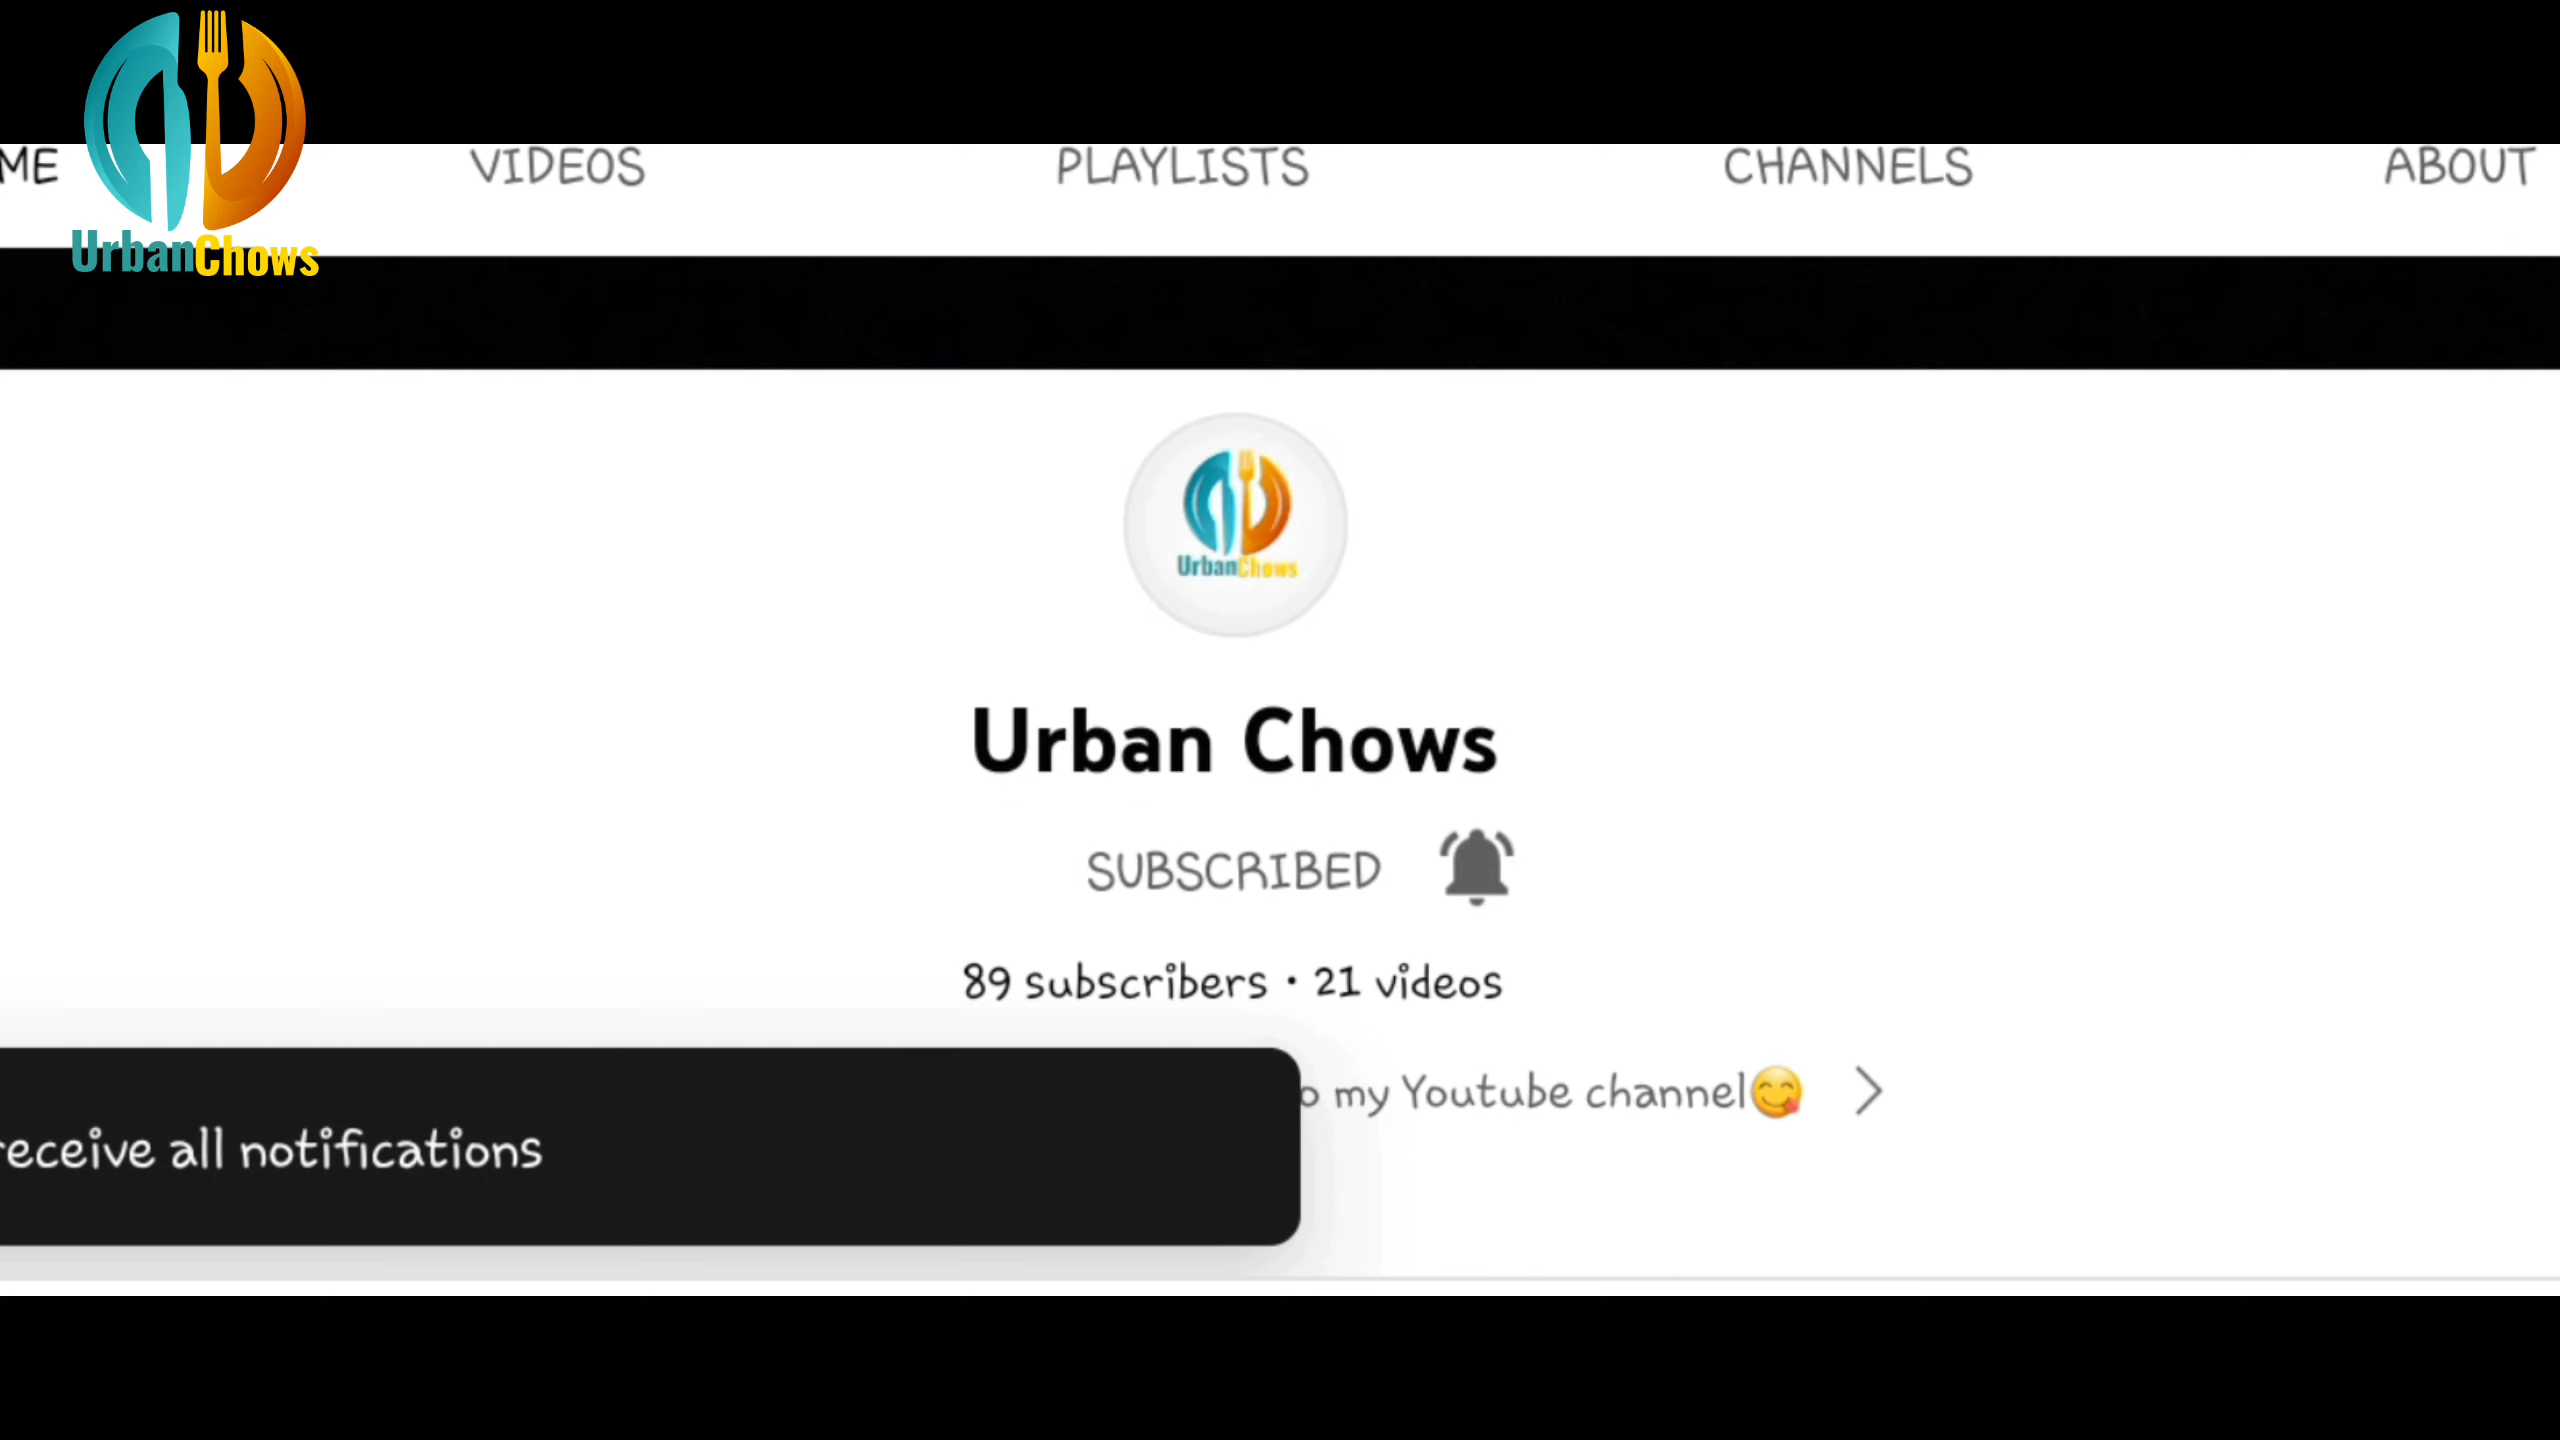 ME
VIDEOS
PLAYLISTS
CHANNELS
ABOUT
UrbanChows
UrbanChows
Urban Chows
SUBSCRIBED
89 subscribers • 21 videos
o my Youtube channel😋
receive all notifications